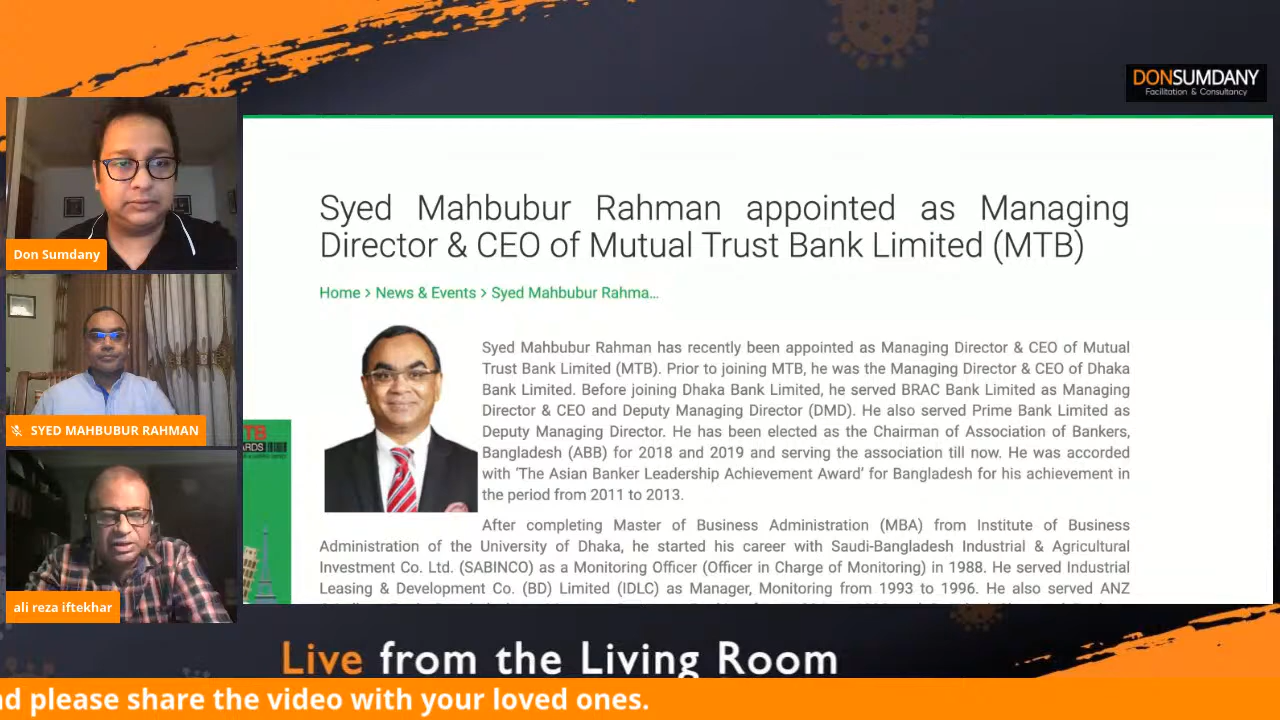 DONSUMDANY
Facilitation & Consultancy
Don Sumdany
SYED MAHBUBUR RAHMAN
ali reza iftekhar
Syed Mahbubur Rahman appointed as Managing
Director & CEO of Mutual Trust Bank Limited (MTB)
Home > News & Events > Syed Mahbubur Rahma...
Syed Mahbubur Rahman has recently been appointed as Managing Director & CEO of Mutual
Trust Bank Limited (MTB). Prior to joining MTB, he was the Managing Director & CEO of Dhaka
Bank Limited. Before joining Dhaka Bank Limited, he served BRAC Bank Limited as Managing
Director & CEO and Deputy Managing Director (DMD). He also served Prime Bank Limited as
Deputy Managing Director. He has been elected as the Chairman of Association of Bankers,
Bangladesh (ABB) for 2018 and 2019 and serving the association till now. He was accorded
with ‘The Asian Banker Leadership Achievement Award’ for Bangladesh for his achievement in
the period from 2011 to 2013.
After completing Master of Business Administration (MBA) from Institute of Business
Administration of the University of Dhaka, he started his career with Saudi-Bangladesh Industrial & Agricultural
Investment Co. Ltd. (SABINCO) as a Monitoring Officer (Officer in Charge of Monitoring) in 1988. He served Industrial
Leasing & Development Co. (BD) Limited (IDLC) as Manager, Monitoring from 1993 to 1996. He also served ANZ
Live from the Living Room
nd please share the video with your loved ones.